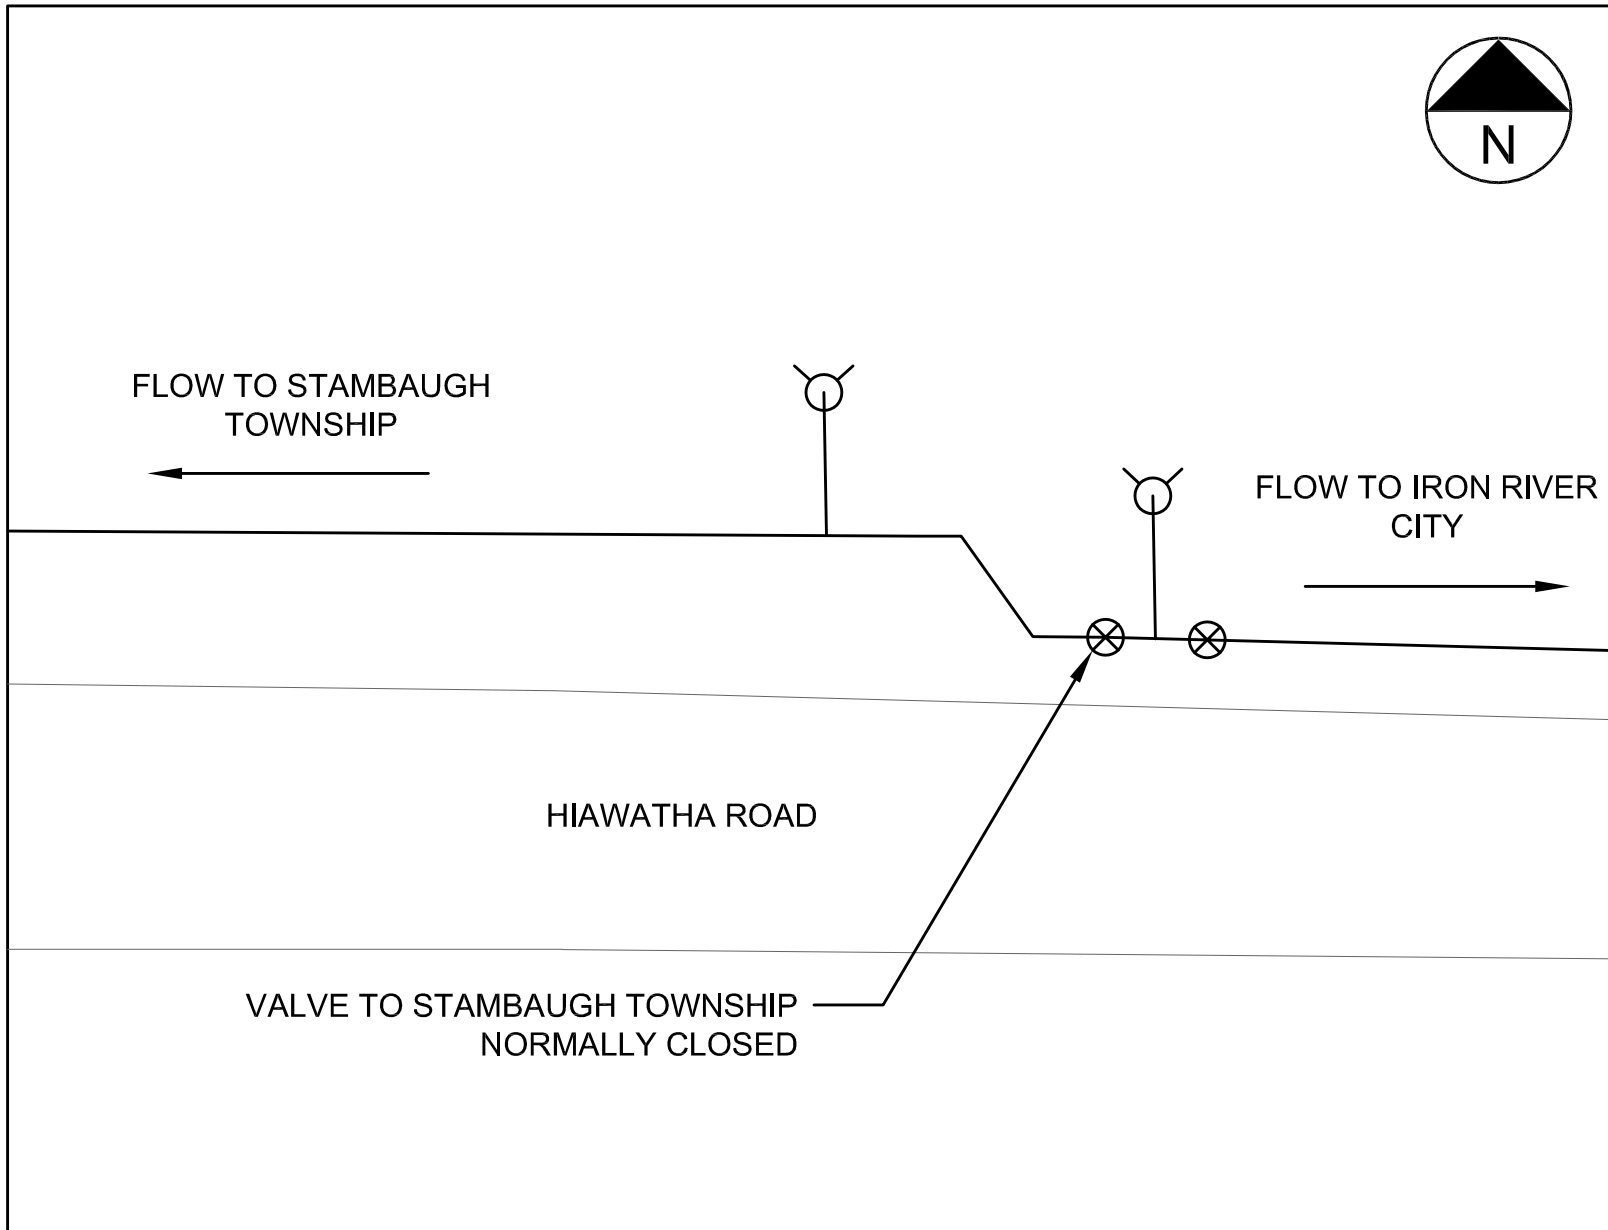 N
FLOW TO STAMBAUGH
TOWNSHIP
FLOW TO IRON RIVER
CITY
HIAWATHA ROAD
VALVE TO STAMBAUGH TOWNSHIP
NORMALLY CLOSED